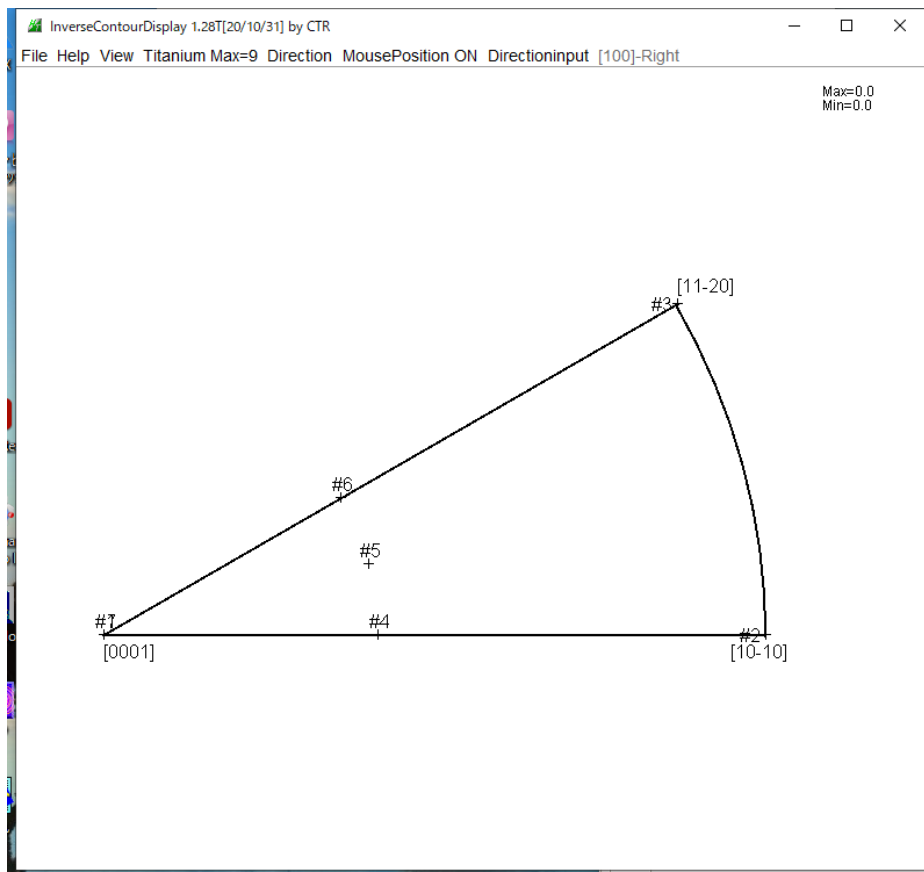 InverseContourDisplay 1.28T[20/10/31] by CTR
File Help View Titanium Max=9 Direction MousePosition ON Directioninput [100]-Right
Max=0.0
Min=0.0
[11-20]
#3
#6
#5
#4
#2
[0001]
[10-10]